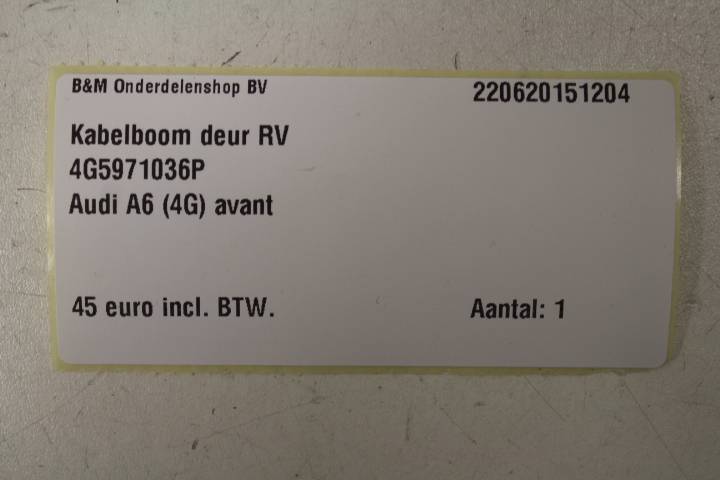 B&M Onderdelenshop BV 220620151204
Kabelboom deur RV
4G5971036P
Audi A6 (4G) avant
45 euro incl. BTW. Aantal: 1